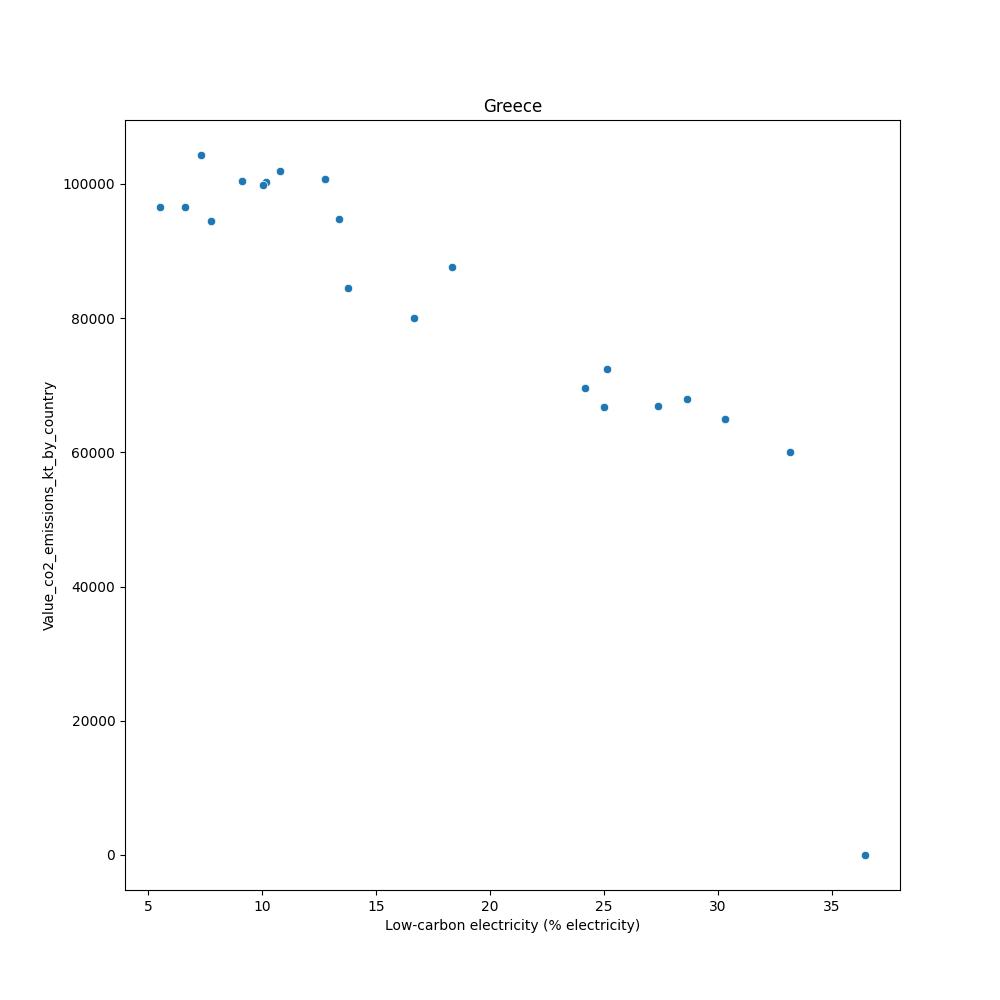 Greece
Value_co2_emissions_kt_by_country
100000
80000
60000
40000
20000
0
5 10 15 20 25 30 35
Low-carbon electricity (% electricity)